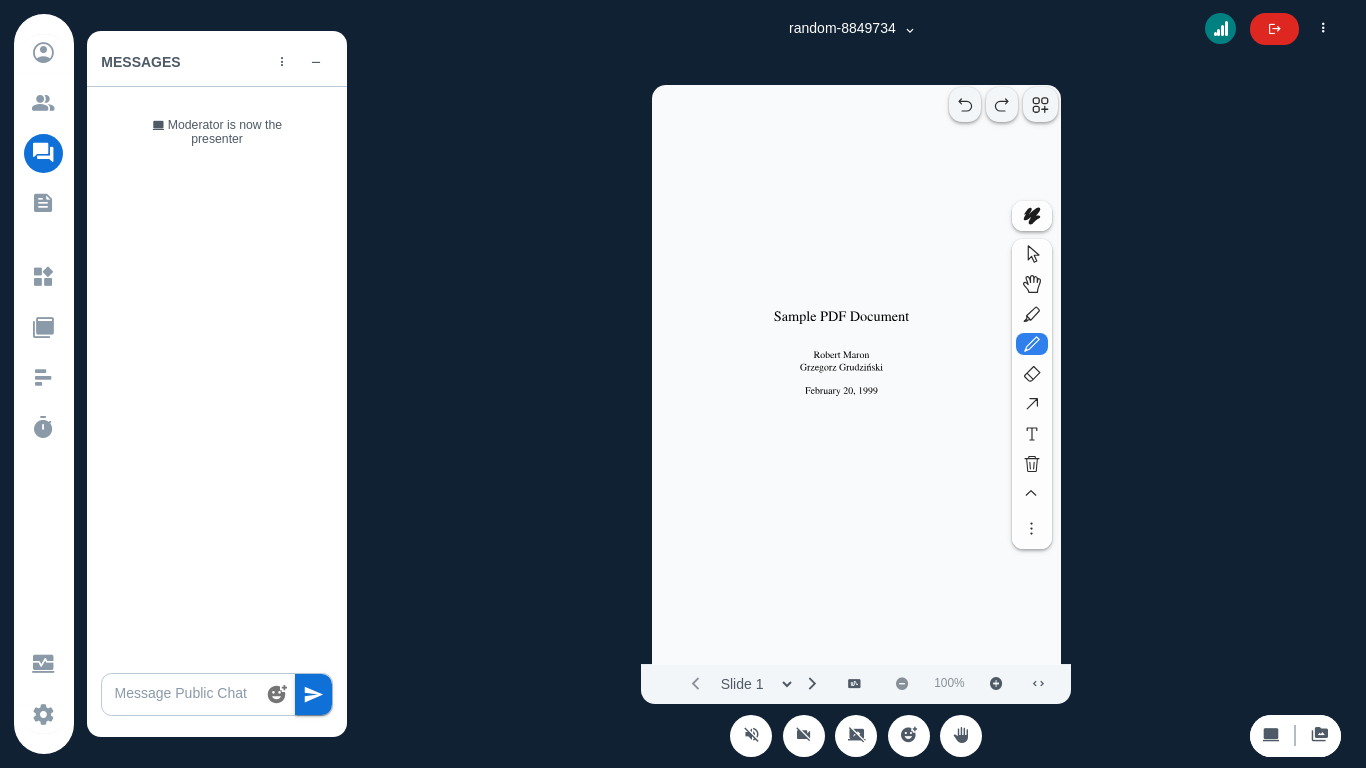 random-8849734
MESSAGES
Moderator is now the
presenter
Sample PDF Document
Robert Maron
Grzegorz Grudziński
February 20, 1999
Message Public Chat
Slide 1
100%